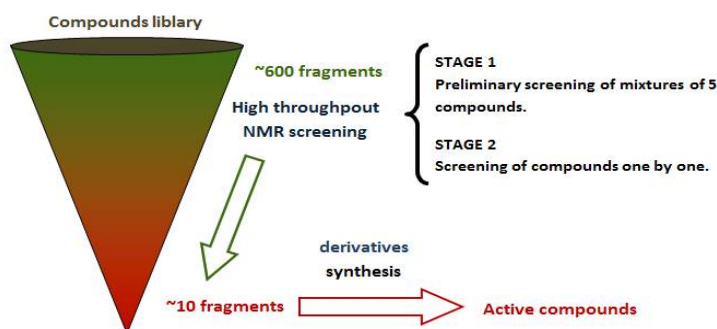 Compounds liblary
~600 fragments
High throughpout
NMR screening
STAGE 1
Preliminary screening of mixtures of 5
compounds.
STAGE 2
Screening of compounds one by one.
derivatives
synthesis
~10 fragments
Active compounds